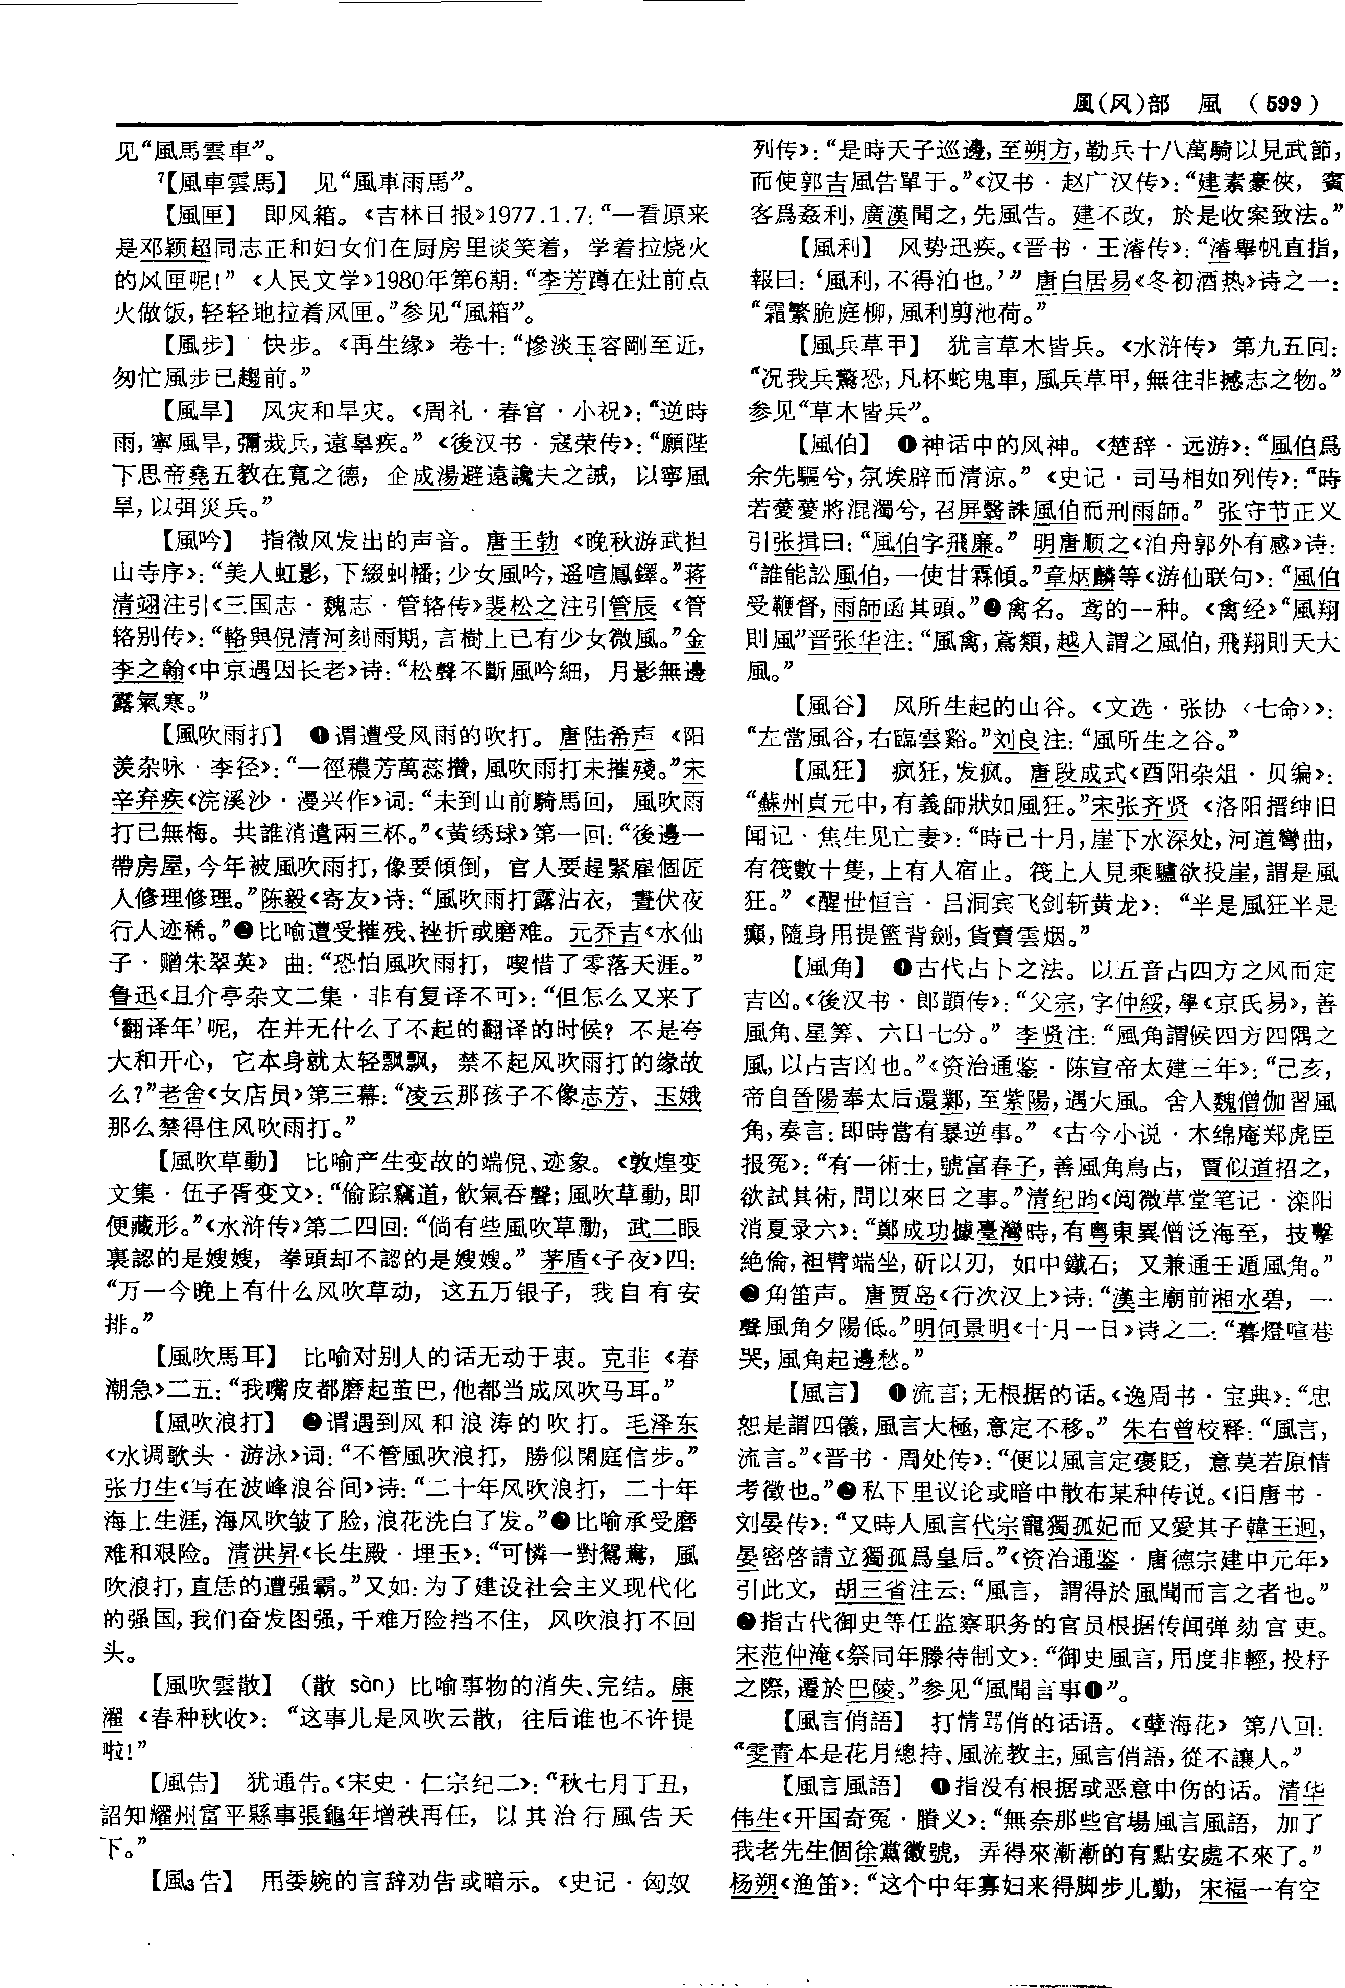 風(风)部　風　（599）
见“風馬雲車”。
【風車雲馬】　见“風車雨馬”。
【風匣】　即风箱。《吉林日报》1977.1.7：“一看原来
是邓颖超同志正和妇女们在厨房里谈笑着，学着拉烧火
的风匣呢！”《人民文学》1980年第6期：“李芳蹲在灶前点
火做饭，轻轻地拉着风匣。”参见“風箱”。
【風步】　快步。《再生缘》卷十：“慘淡玉容剛至近，
匆忙風步已趨前。”
【風旱】　风灾和旱灾。《周礼·春官·小祝》：“逆時
雨，寧風旱，彌烖兵，遠辠疾。”《後汉书·寇荣传》：“願陛
下思帝堯五教在寬之德，企成湯避遠讒夫之誡，以寧風
旱，以弭災兵。”
【風吟】　指微风发出的声音。唐王勃《晚秋游武担
山寺序》：“美人虹影，下綴虯幡；少女風吟，遥喧鳳鐸。”蒋
清翊注引《三国志·魏志·管辂传》裴松之注引管辰《管
辂别传》：“輅與倪清河刻雨期，言樹上已有少女微風。”金
李之翰《中京遇因长老》诗：“松聲不斷風吟細，月影無邊
露氣寒。”
【風吹雨打】　❶谓遭受风雨的吹打。唐陆希声《阳
羡杂咏·李径》：“一徑穠芳萬蕊攢，風吹雨打未摧殘。”宋
辛弃疾《浣溪沙·漫兴作》词：“未到山前騎馬回，風吹雨
打已無梅。共誰消遣兩三杯。”《黄绣球》第一回：“後邊一
帶房屋，今年被風吹雨打，像要傾倒，官人要趕緊雇個匠
人修理修理。”陈毅《寄友》诗：“風吹雨打露沾衣，晝伏夜
行人迹稀。”❷比喻遭受摧残、挫折或磨难。元乔吉《水仙
子·赠朱翠英》曲：“恐怕風吹雨打，喫惜了零落天涯。”
鲁迅《且介亭杂文二集·非有复译不可》：“但怎么又来了
‘翻译年’呢，在并无什么了不起的翻译的时候？不是夸
大和开心，它本身就太轻飘飘，禁不起风吹雨打的缘故
么？”老舍《女店员》第三幕：“凌云那孩子不像志芳、玉娥
那么禁得住风吹雨打。”
【風吹草動】　比喻产生变故的端倪、迹象。《敦煌变
文集·伍子胥变文》：“偷踪竊道，飲氣吞聲；風吹草動，即
便藏形。”《水浒传》第二四回：“倘有些風吹草動，武二眼
裏認的是嫂嫂，拳頭却不認的是嫂嫂。”茅盾《子夜》四：
“万一今晚上有什么风吹草动，这五万银子，我自有安
排。”
【風吹馬耳】　比喻对别人的话无动于衷。克非《春
潮急》二五：“我嘴皮都磨起茧巴，他都当成风吹马耳。”
【風吹浪打】　❶谓遇到风和浪涛的吹打。毛泽东
《水调歌头·游泳》词：“不管風吹浪打，勝似閑庭信步。”
张力生《写在波峰浪谷间》诗：“二十年风吹浪打，二十年
海上生涯，海风吹皱了脸，浪花洗白了发。”❷比喻承受磨
难和艰险。清洪昇《长生殿·埋玉》：“可憐一對鴛鴦，風
吹浪打，直恁的遭强霸。”又如：为了建设社会主义现代化
的强国，我们奋发图强，千难万险挡不住，风吹浪打不回
头。
【風吹雲散】　（散 sàn）比喻事物的消失、完结。康
濯《春种秋收》：“这事儿是风吹云散，往后谁也不许提
啦！”
【風告】　犹通告。《宋史·仁宗纪二》：“秋七月丁丑，
詔知耀州富平縣事張龜年增秩再任，以其治行風告天
下。”
【風3告】　用委婉的言辞劝告或暗示。《史记·匈奴
列传》：“是時天子巡邊，至朔方，勒兵十八萬騎以見武節，
而使郭吉風告單于。”《汉书·赵广汉传》：“建素豪俠，賓
客爲姦利，廣漢聞之，先風告。建不改，於是收案致法。”
【風利】　风势迅疾。《晋书·王濬传》：“濬舉帆直指，
報曰：‘風利，不得泊也。’”唐白居易《冬初酒热》诗之一：
“霜繁脆庭柳，風利剪池荷。”
【風兵草甲】　犹言草木皆兵。《水浒传》第九五回：
“况我兵驚恐，凡杯蛇鬼車，風兵草甲，無往非撼志之物。”
参见“草木皆兵”。
【風伯】　❶神话中的风神。《楚辞·远游》：“風伯爲
余先驅兮，氛埃辟而清涼。”《史记·司马相如列传》：“時
若薆薆將混濁兮，召屏翳誅風伯而刑雨師。”张守节正义
引张揖曰：“風伯字飛廉。”明唐顺之《泊舟郭外有感》诗：
“誰能訟風伯，一使甘霖傾。”章炳麟等《游仙联句》：“風伯
受鞭督，雨師函其頭。”❷禽名。鸢的一种。《禽经》“風翔
則風”晋张华注：“風禽，鳶類，越人謂之風伯，飛翔則天大
風。”
【風谷】　风所生起的山谷。《文选·张协〈七命〉》：
“左當風谷，右臨雲谿。”刘良注：“風所生之谷。”
【風狂】　疯狂，发疯。唐段成式《酉阳杂俎·贝编》：
“蘇州貞元中，有義師狀如風狂。”宋张齐贤《洛阳搢绅旧
闻记·焦生见亡妻》：“時已十月，崖下水深处，河道彎曲，
有筏數十隻，上有人宿止。筏上人見乘驢欲投崖，謂是風
狂。”《醒世恒言·吕洞宾飞剑斩黄龙》：“半是風狂半是
癲，隨身用提籃背劍，貨賣雲烟。”
【風角】　❶古代占卜之法。以五音占四方之风而定
吉凶。《後汉书·郎顗传》：“父宗，字仲綏，學《京氏易》，善
風角、星筭、六日七分。”李贤注：“風角謂候四方四隅之
風，以占吉凶也。”《资治通鉴·陈宣帝太建三年》：“己亥，
帝自晉陽奉太后還鄴，至紫陽，遇大風。舍人魏僧伽習風
角，奏言：即時當有暴逆事。”《古今小说·木绵庵郑虎臣
报冤》：“有一術士，號富春子，善風角鳥占，賈似道招之，
欲試其術，問以來日之事。”清纪昀《阅微草堂笔记·滦阳
消夏录六》：“鄭成功據臺灣時，有粵東異僧泛海至，技擊
絶倫，袒臂端坐，斫以刃，如中鐵石；又兼通壬遁風角。”
❷角笛声。唐贾岛《行次汉上》诗：“漢主廟前湘水碧，一
聲風角夕陽低。”明何景明《十月一日》诗之二：“暮燈喧巷
哭，風角起邊愁。”
【風言】　❶流言；无根据的话。《逸周书·宝典》：“忠
恕是謂四儀，風言大極，意定不移。”朱右曾校释：“風言，
流言。”《晋书·周处传》：“便以風言定褒貶，意莫若原情
考徵也。”❷私下里议论或暗中散布某种传说。《旧唐书·
刘晏传》：“又時人風言代宗寵獨孤妃而又愛其子韓王迥，
晏密啓請立獨孤爲皇后。”《资治通鉴·唐德宗建中元年》
引此文，胡三省注云：“風言，謂得於風聞而言之者也。”
❸指古代御史等任监察职务的官员根据传闻弹劾官吏。
宋范仲淹《祭同年滕待制文》：“御史風言，用度非輕，投杼
之際，遷於巴陵。”参见“風聞言事❶”。
【風言俏語】　打情骂俏的话语。《孽海花》第八回：
“雯青本是花月總持、風流教主，風言俏語，從不讓人。”
【風言風語】　❶指没有根据或恶意中伤的话。清华
伟生《开国奇冤·賸义》：“無奈那些官場風言風語，加了
我老先生個徐黨徽號，弄得來漸漸的有點安處不來了。”
杨朔《渔笛》：“这个中年寡妇来得脚步儿勤，宋福一有空